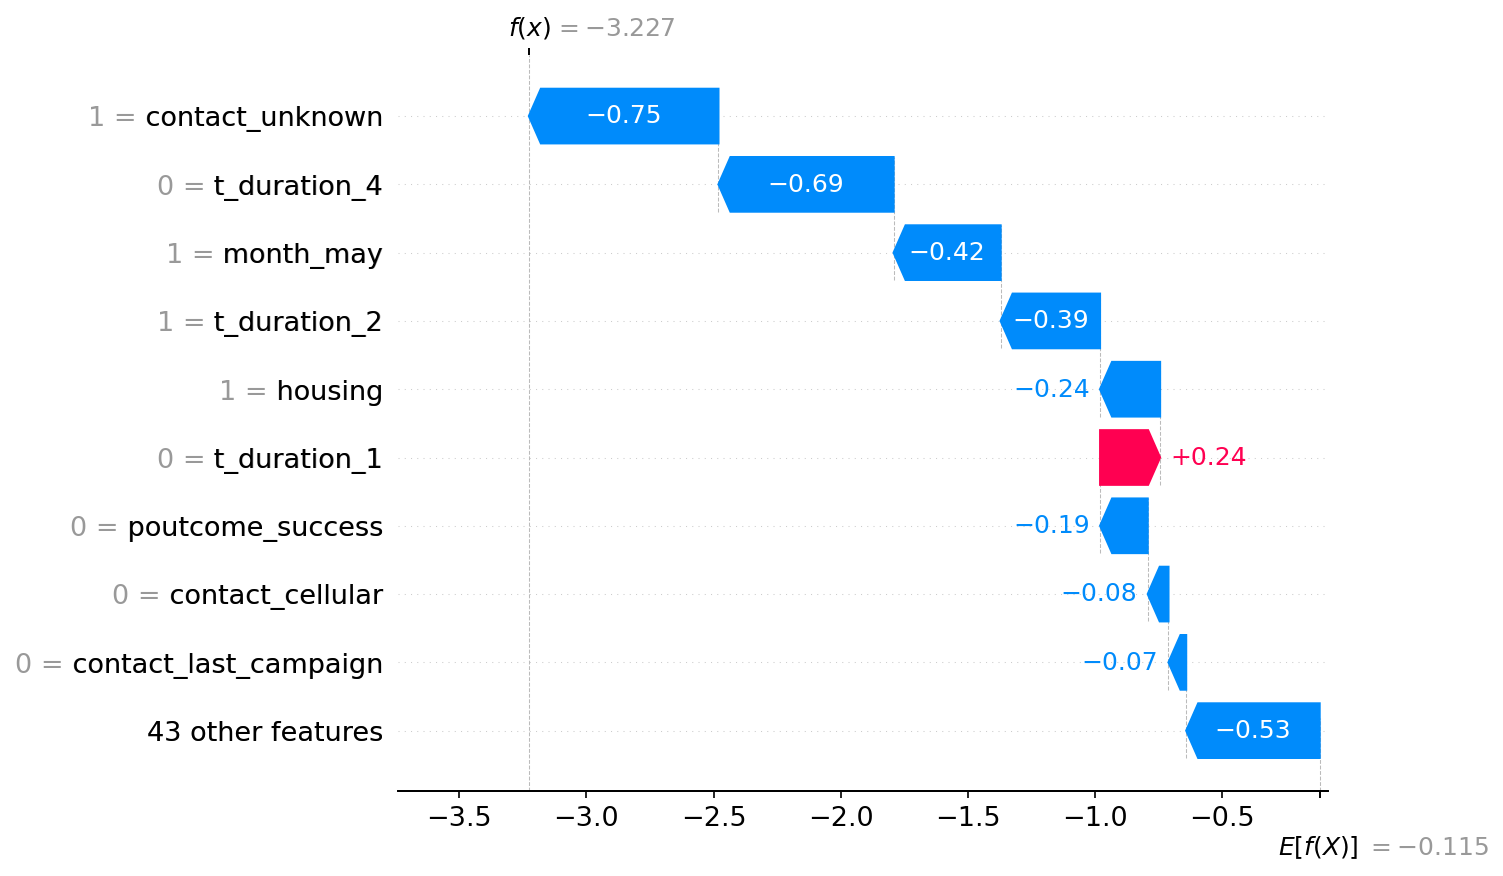 f(x) = −3.227
1 = contact_unknown −0.75
0 = t_duration_4 −0.69
1 = month_may −0.42
1 = t_duration_2 −0.39
1 = housing −0.24
0 = t_duration_1 +0.24
0 = poutcome_success −0.19
0 = contact_cellular −0.08
0 = contact_last_campaign −0.07
43 other features −0.53
−3.5 −3.0 −2.5 −2.0 −1.5 −1.0 −0.5
E[f(X)] = −0.115